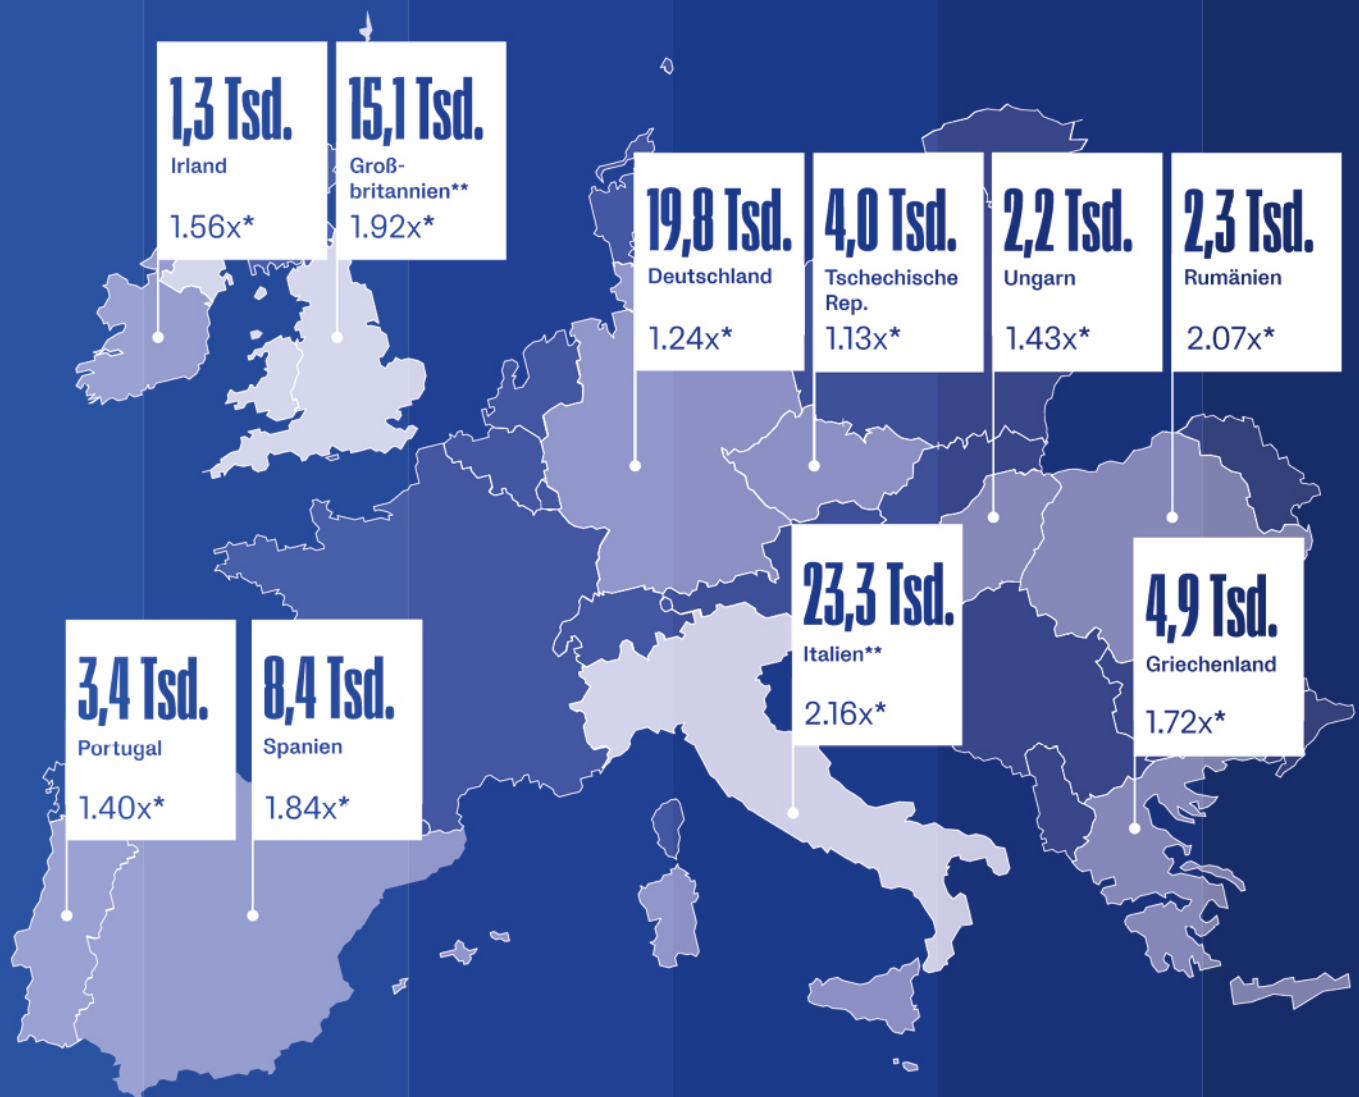 1,3 Tsd.
Irland
1.56x*
15,1 Tsd.
Groß-
britannien**
1.92x*
19,8 Tsd.
Deutschland
1.24x*
4,0 Tsd.
Tschechische
Rep.
1.13x*
2,2 Tsd.
Ungarn
1.43x*
2,3 Tsd.
Rumänien
2.07x*
23,3 Tsd.
Italien**
2.16x*
4,9 Tsd.
Griechenland
1.72x*
3,4 Tsd.
Portugal
1.40x*
8,4 Tsd.
Spanien
1.84x*